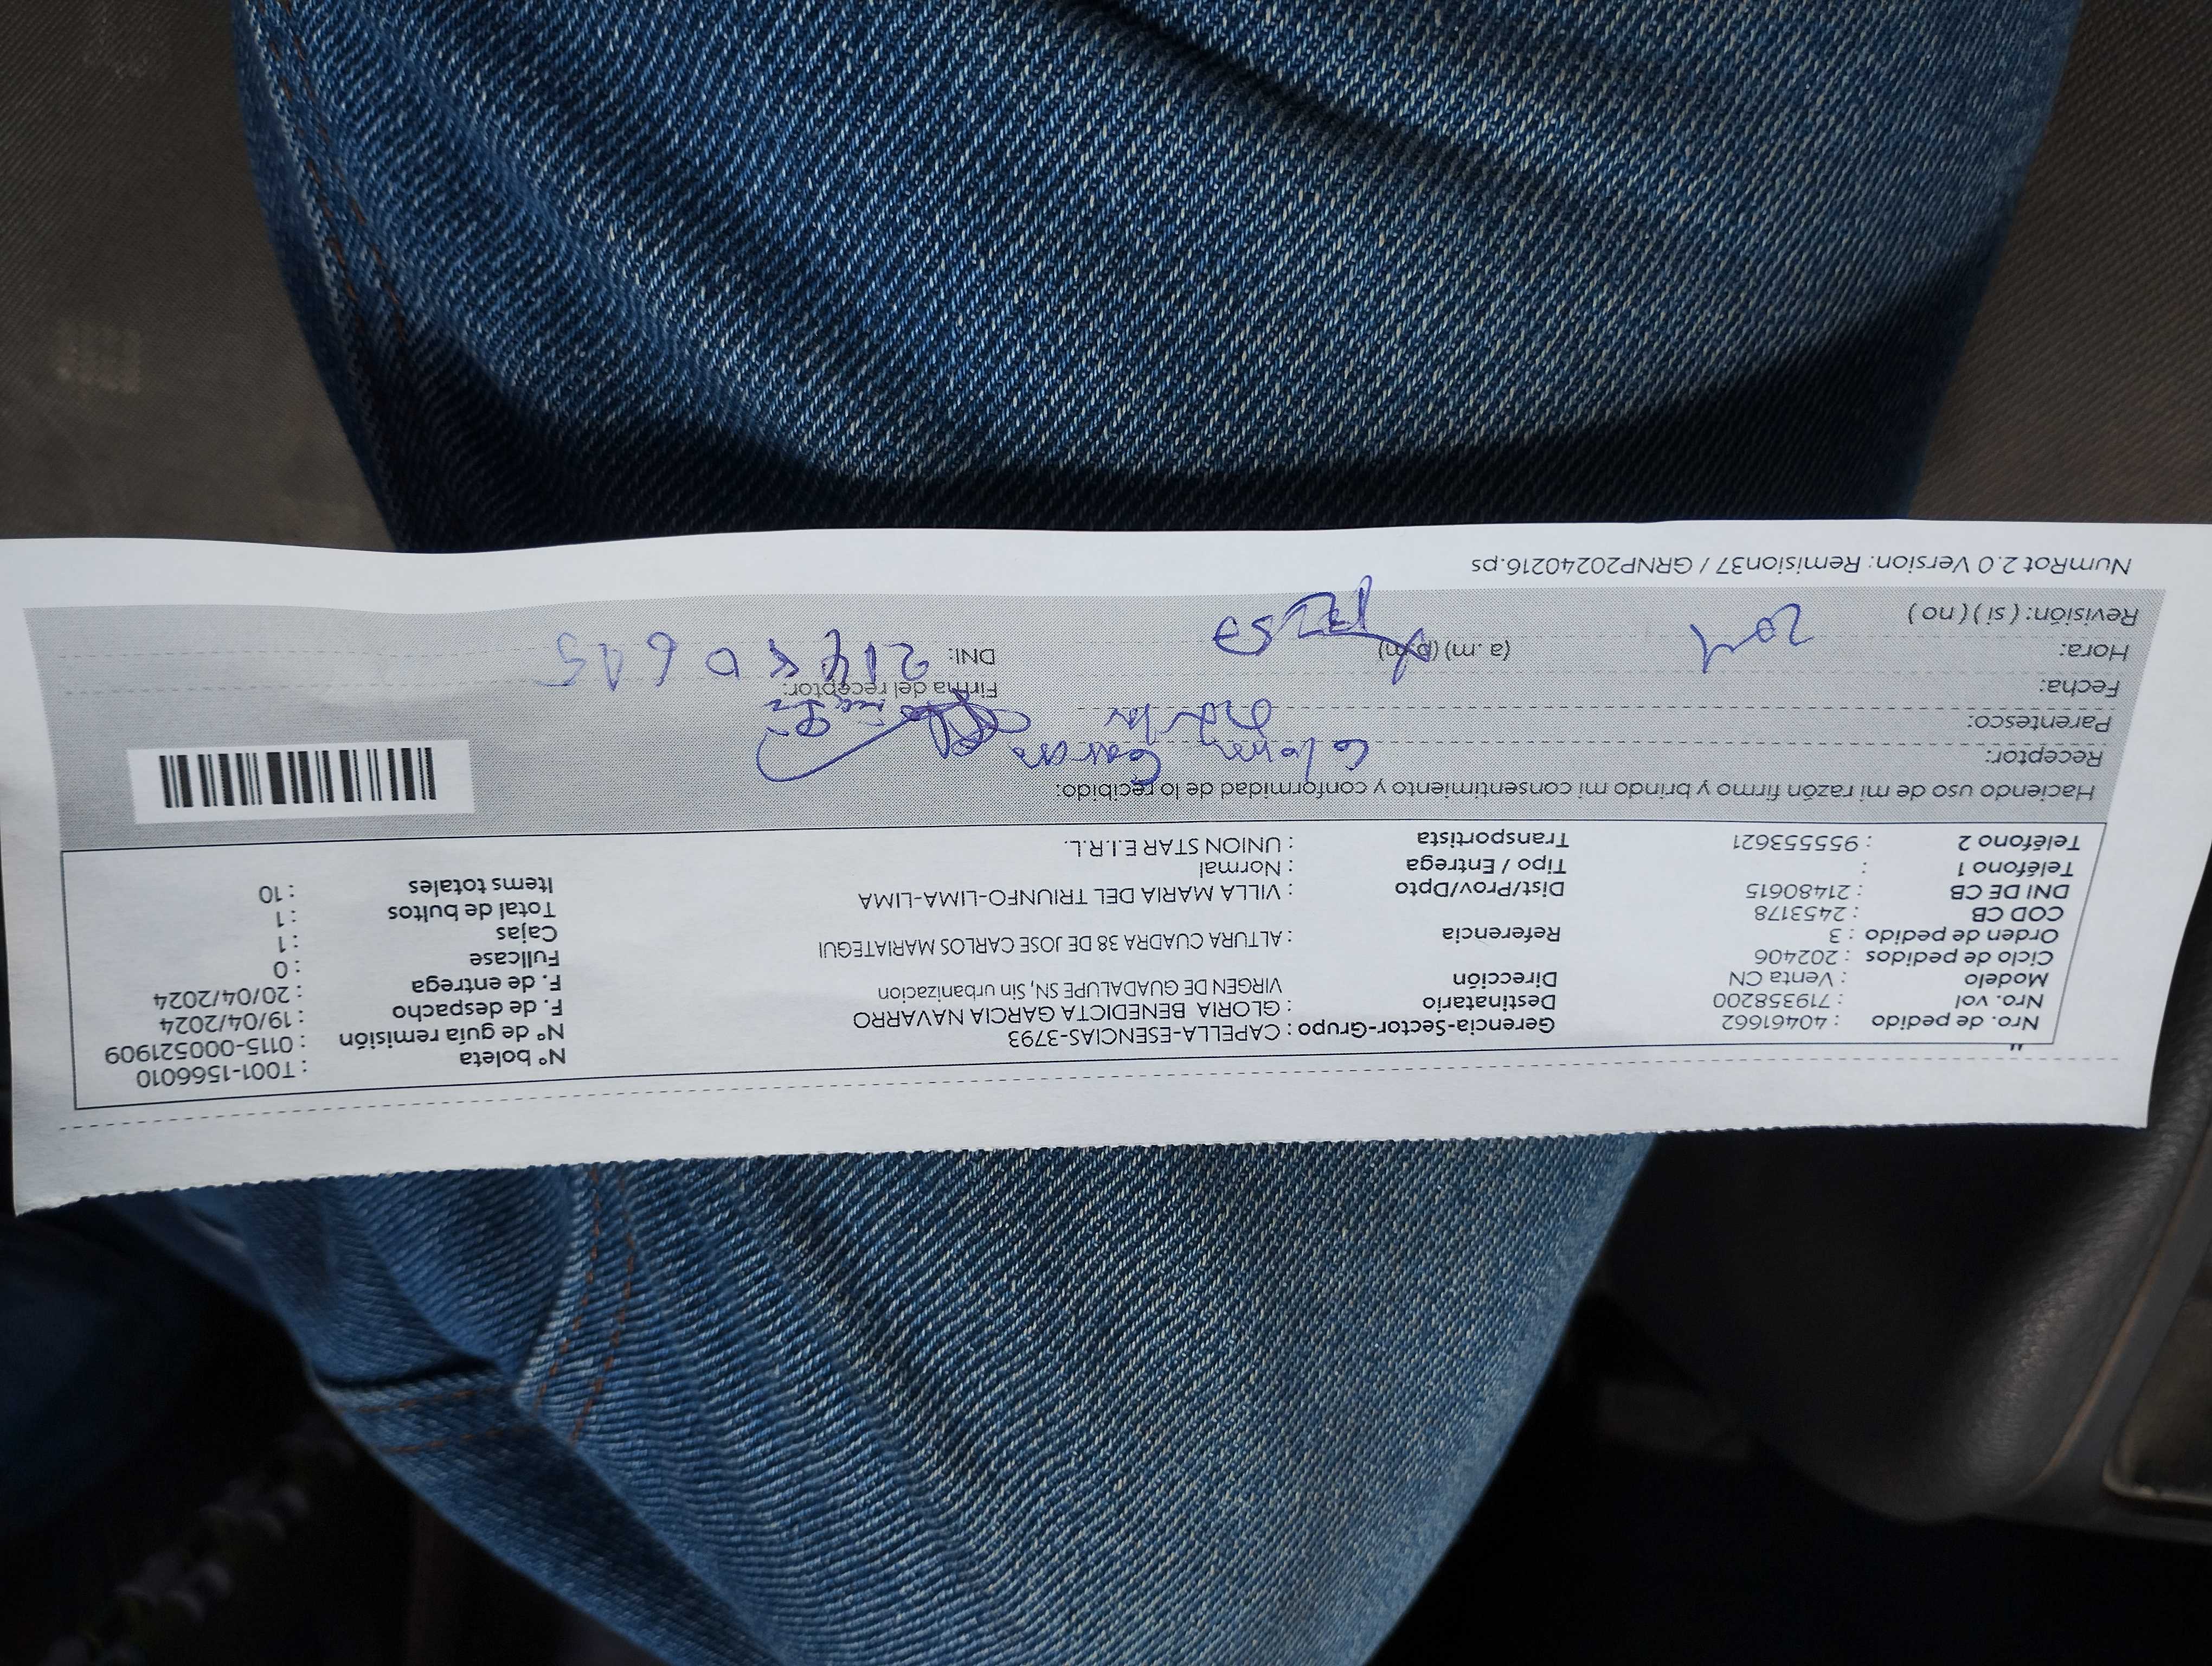 Nro. de pedido : 40461662 Gerencia-Sector-Grupo : CAPELLA-ESENCIAS-3793 N° boleta : T001-1566010
Nro. vol : 719358200 Destinatario : GLORIA BENEDICTA GARCIA NAVARRO N° de guía remisión : 0115-000521909
Modelo : Venta CN Dirección VIRGEN DE GUADALUPE SN, Sin urbanizacion F. de despacho : 19/04/2024
Ciclo de pedidos : 202406 F. de entrega : 20/04/2024
Orden de pedido : 3 Referencia : ALTURA CUADRA 38 DE JOSE CARLOS MARIATEGUI Fullcase : 0
COD CB : 2453178 Cajas : 1
DNI DE CB : 21480615 Dist/Prov/Dpto : VILLA MARIA DEL TRIUNFO-LIMA-LIMA Total de bultos : 1
Teléfono 1 : Tipo / Entrega : Normal Items totales : 10
Teléfono 2 : 955553621 Transportista : UNION STAR E.I.R.L.
Haciendo uso de mi razón firmo y brindo mi consentimiento y conformidad de lo recibido:
Receptor:
Parentesco:
Fecha: Firma del receptor:
Hora: (a. m) (p. m) DNI: 21480615
Revisión: ( si ) ( no )
NumRot 2.0 Version: Remision37 / GRNP20240216.ps